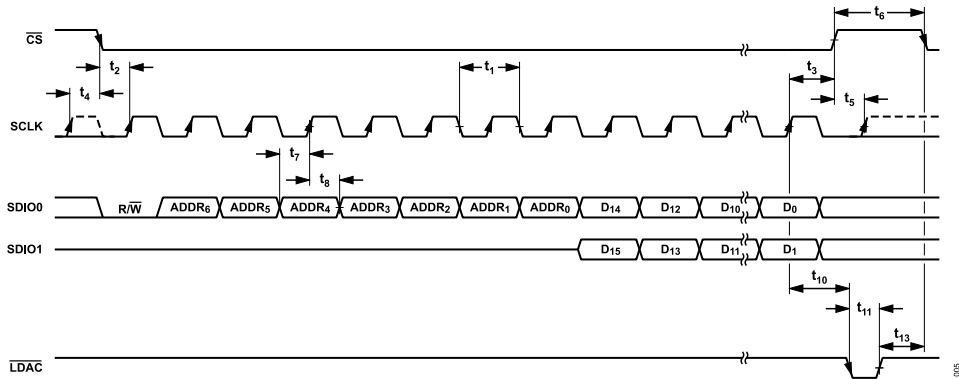 t6
CS
t2
t1
t3
t4
t5
SCLK
t7
t8
SDIO0
R/W
ADDR6
ADDR5
ADDR4
ADDR3
ADDR2
ADDR1
ADDR0
D14
D12
D10
D0
SDIO1
D15
D13
D11
D1
t10
t11
t13
LDAC
005